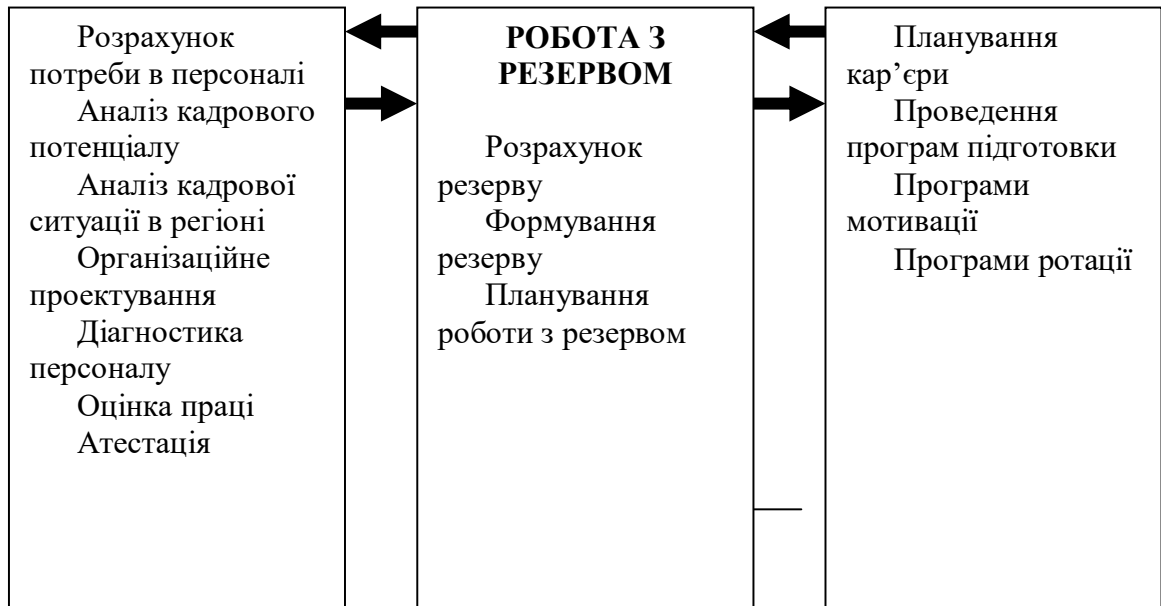 Розрахунок
потреби в персоналі
Аналіз кадрового
потенціалу
Аналіз кадрової
ситуації в регіоні
Організаційне
проектування
Діагностика
персоналу
Оцінка праці
Атестація
РОБОТА З
РЕЗЕРВОМ
Розрахунок
резерву
Формування
резерву
Планування
роботи з резервом
Планування
кар’єри
Проведення
програм підготовки
Програми
мотивації
Програми ротації